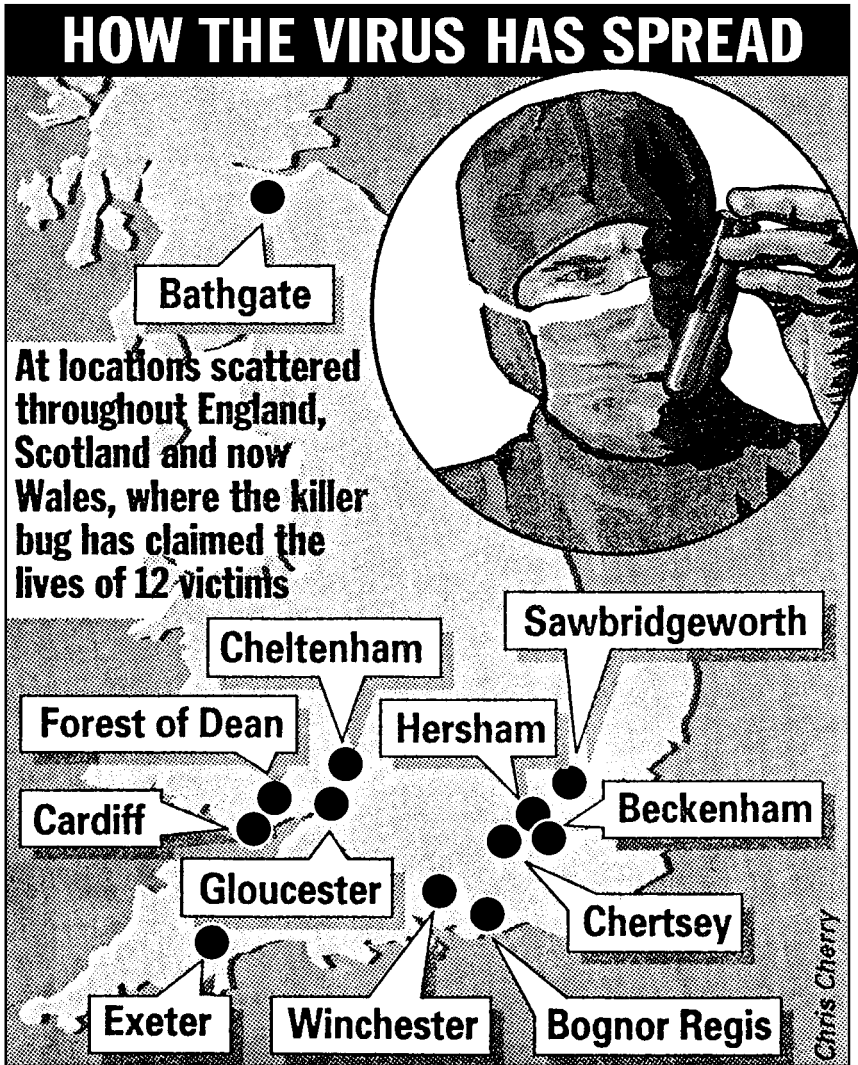 HOW THE VIRUS HAS SPREAD
Bathgate
At locations scattered
throughout England,
Scotland and now
Wales, where the killer
bug has claimed the
lives of 12 victims
Sawbridgeworth
Cheltenham
Forest of Dean
Hersham
Cardiff
Beckenham
Gloucester
Chertsey
Exeter
Winchester
Bognor Regis
Chris Cherry